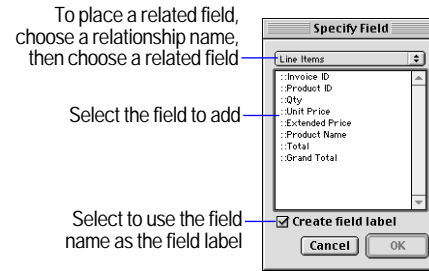 To place a related field,
choose a relationship name,
then choose a related field
Select the field to add
Select to use the field
name as the field label
Specify Field
Line Items
::Invoice ID
::Product ID
::Qty
::Unit Price
::Extended Price
::Product Name
::Total
::Grand Total
Create field label
Cancel
OK